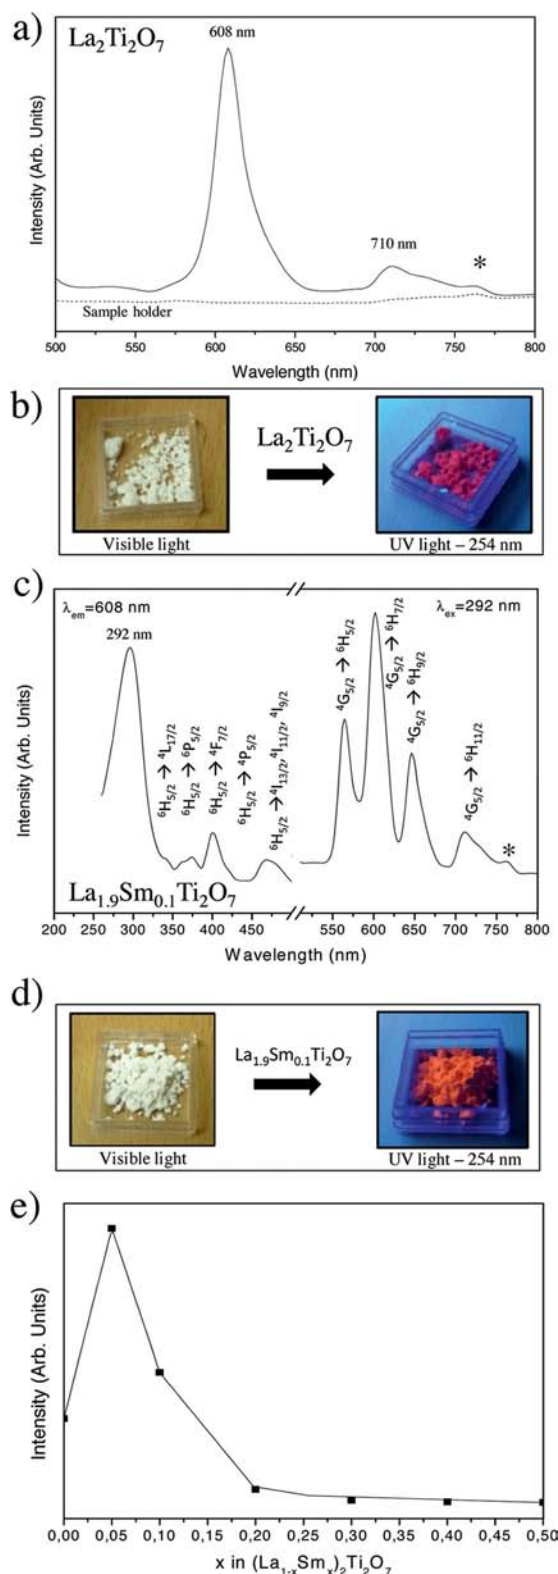 a)
La₂Ti₂O₇
608 nm
710 nm
*
Sample holder
Intensity (Arb. Units)
500 550 600 650 700 750 800
Wavelength (nm)
b)
La₂Ti₂O₇
Visible light
UV light – 254 nm
c)
λem=608 nm
λex=292 nm
292 nm
⁶H₅/₂→⁴L₁₇/₂
⁶H₅/₂→⁶P₅/₂
⁶H₅/₂→⁴F₇/₂
⁶H₅/₂→⁴P₅/₂
⁶H₅/₂→⁴I₁₃/₂, ⁴I₁₁/₂, ⁴I₉/₂
⁴G₅/₂→⁶H₅/₂
⁴G₅/₂→⁶H₇/₂
⁴G₅/₂→⁶H₉/₂
⁴G₅/₂→⁶H₁₁/₂
*
Intensity (Arb. Units)
La₁.₉Sm₀.₁Ti₂O₇
200 250 300 350 400 450 550 600 650 700 750 800
Wavelength (nm)
d)
La₁.₉Sm₀.₁Ti₂O₇
Visible light
UV light – 254 nm
e)
Intensity (Arb. Units)
0,00 0,05 0,10 0,15 0,20 0,25 0,30 0,35 0,40 0,45 0,50
x in (La₁₋ₓSmₓ)₂Ti₂O₇